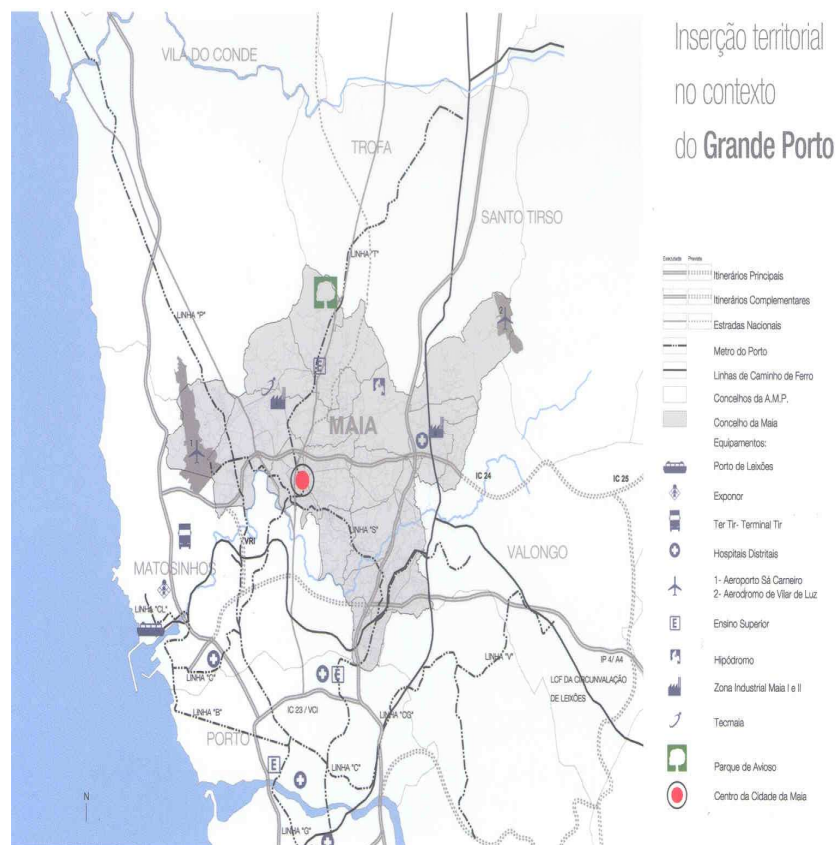 Inserção territorial
no contexto
do Grande Porto
VILA DO CONDE
TROFA
SANTO TIRSO
LINHA "T"
LINHA "P"
2
MAIA
1
IC 24
IC 25
LINHA "S"
VRI
VALONGO
MATOSINHOS
LINHA "CL"
LINHA "C"
LINHA "V"
IP 4/ A4
LCF DA CIRCUNVALAÇÃO
DE LEIXÕES
LINHA "B"
IC 23 / VCI
LINHA "CG"
PORTO
LINHA "C"
LINHA "G"
N
E
E
E
Executada Prevista
Itinerários Principais
Itinerários Complementares
Estradas Nacionais
Metro do Porto
Linhas de Caminho de Ferro
Concelhos da A.M.P.
Concelho da Maia
Equipamentos:
Porto de Leixões
Exponor
Ter Tir- Terminal Tir
Hospitais Distritais
1- Aeroporto Sá Carneiro
2- Aerodromo de Vilar de Luz
E
Ensino Superior
Hipódromo
Zona Industrial Maia I e II
Tecmaia
Parque de Avioso
Centro da Cidade da Maia